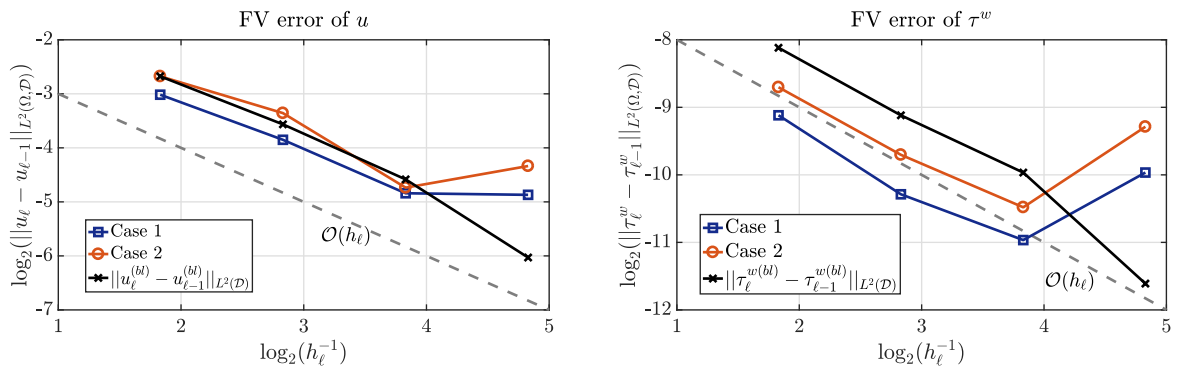 FV error of u
-2
-3
-4
-5
-6
-7
1
2
3
4
5
log₂(||u_ℓ − u_{ℓ−1}||_{L²(Ω,𝒟)})
log₂(h_ℓ^{−1})
𝒪(h_ℓ)
Case 1
Case 2
||u_ℓ^{(bl)} − u_{ℓ−1}^{(bl)}||_{L²(𝒟)}
FV error of τ^w
-8
-9
-10
-11
-12
1
2
3
4
5
log₂(||τ_ℓ^w − τ_{ℓ−1}^w||_{L²(Ω,𝒟)})
log₂(h_ℓ^{−1})
𝒪(h_ℓ)
Case 1
Case 2
||τ_ℓ^{w(bl)} − τ_{ℓ−1}^{w(bl)}||_{L²(𝒟)}